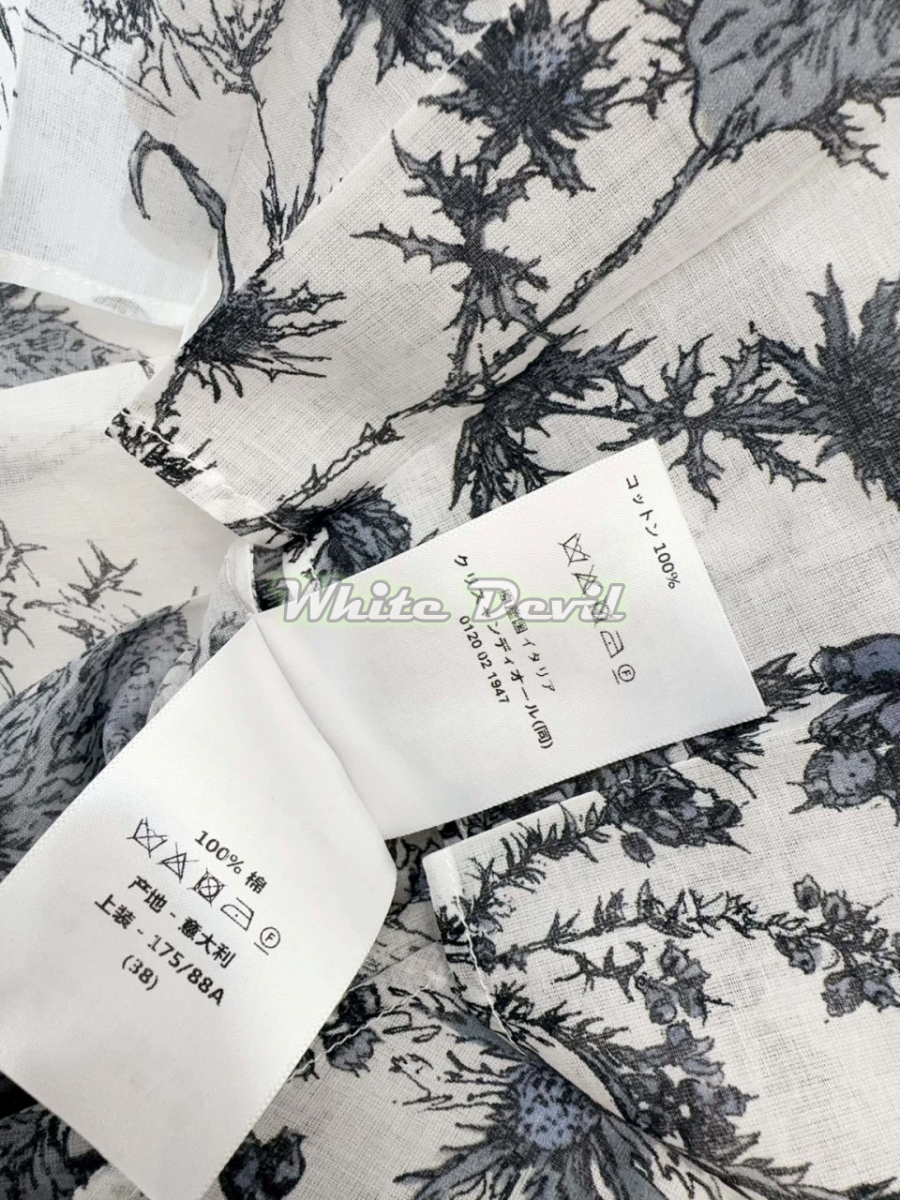 コットン 100%
イタリア
ディオール(同)
0120 02 1947
White Devil
100% 棉
F
产地 - 意大利
上装 - 175/88A
(38)